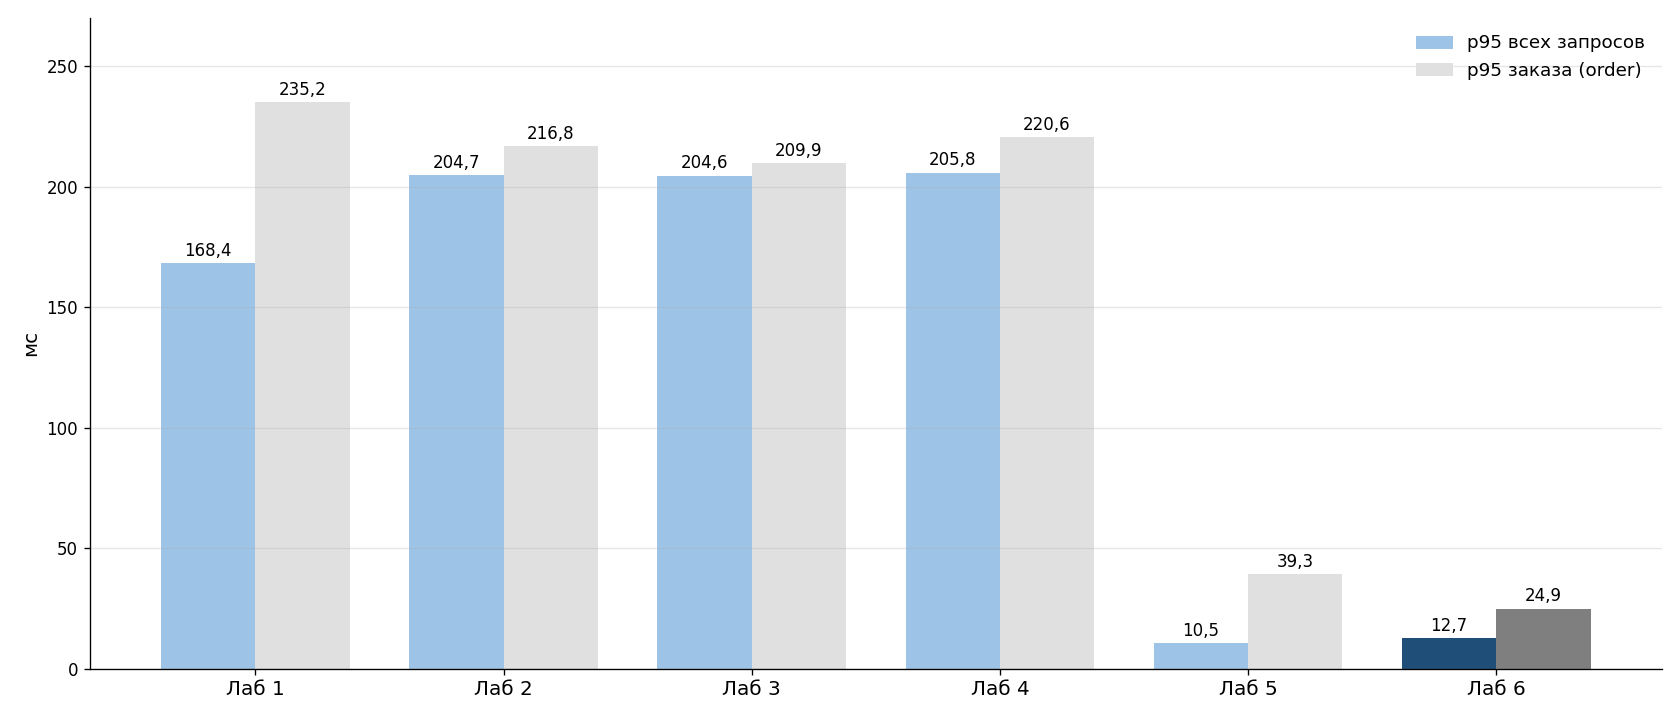 p95 всех запросов
p95 заказа (order)
250
200
150
100
50
0
мс
235,2
168,4
204,7
216,8
204,6
209,9
205,8
220,6
10,5
39,3
12,7
24,9
Лаб 1
Лаб 2
Лаб 3
Лаб 4
Лаб 5
Лаб 6